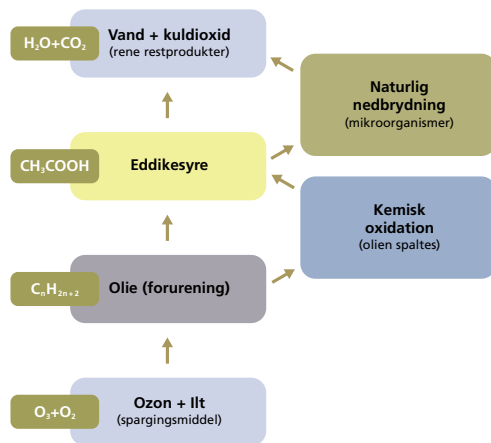 H₂O+CO₂
Vand + kuldioxid
(rene restprodukter)
Naturlig
nedbrydning
(mikroorganismer)
CH₃COOH
Eddikesyre
Kemisk
oxidation
(olien spaltes)
CₙH₂ₙ₊₂
Olie (forurening)
O₃+O₂
Ozon + Ilt
(spargingsmiddel)